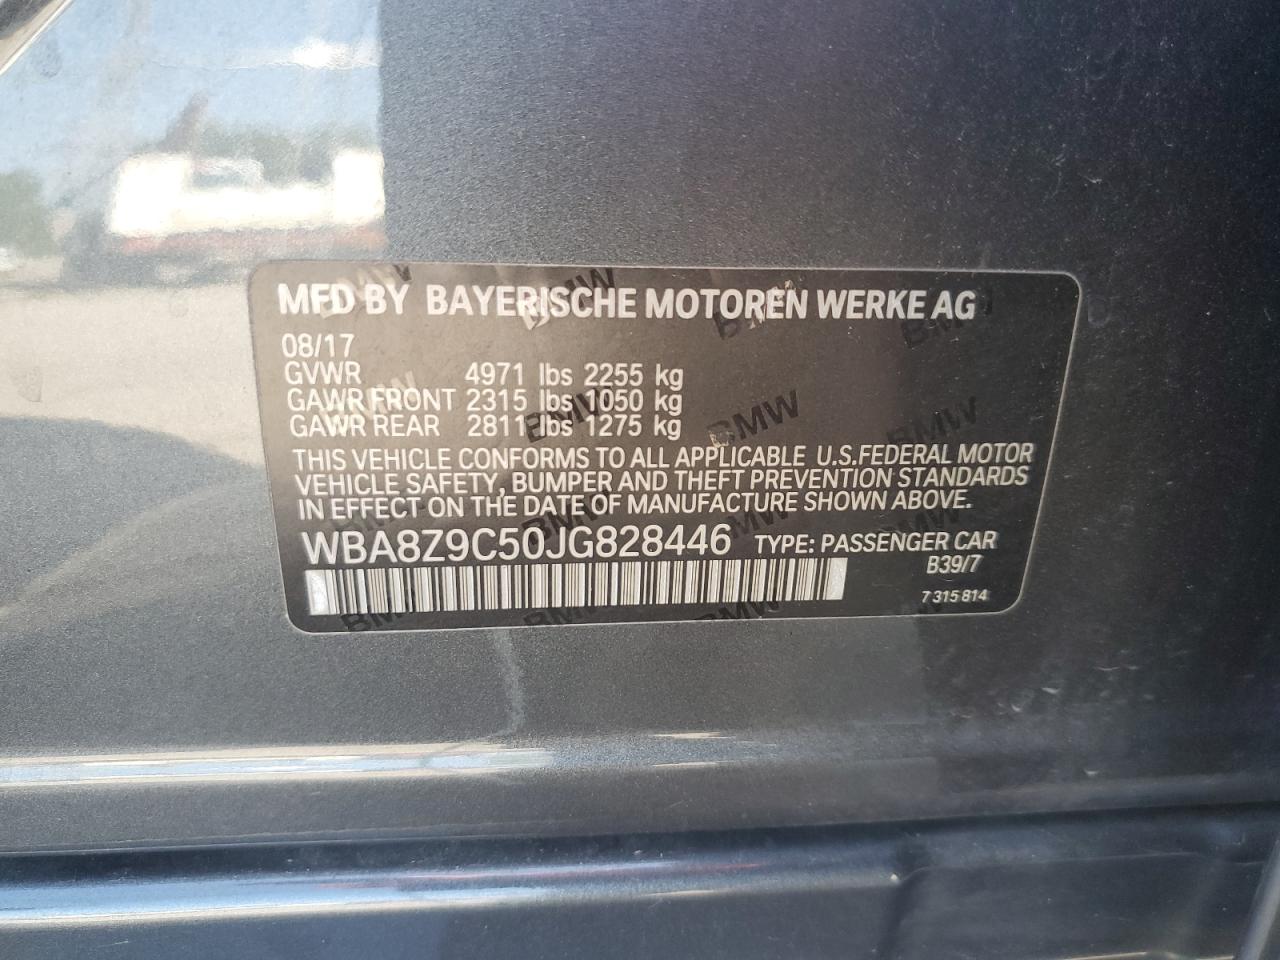 MFD BY BAYERISCHE MOTOREN WERKE AG
08/17
GVWR 4971 lbs 2255 kg
GAWR FRONT 2315 lbs 1050 kg
GAWR REAR 2811 lbs 1275 kg
THIS VEHICLE CONFORMS TO ALL APPLICABLE U.S.FEDERAL MOTOR
VEHICLE SAFETY, BUMPER AND THEFT PREVENTION STANDARDS
IN EFFECT ON THE DATE OF MANUFACTURE SHOWN ABOVE.
WBA8Z9C50JG828446 TYPE: PASSENGER CAR
B39/7
7 315 814